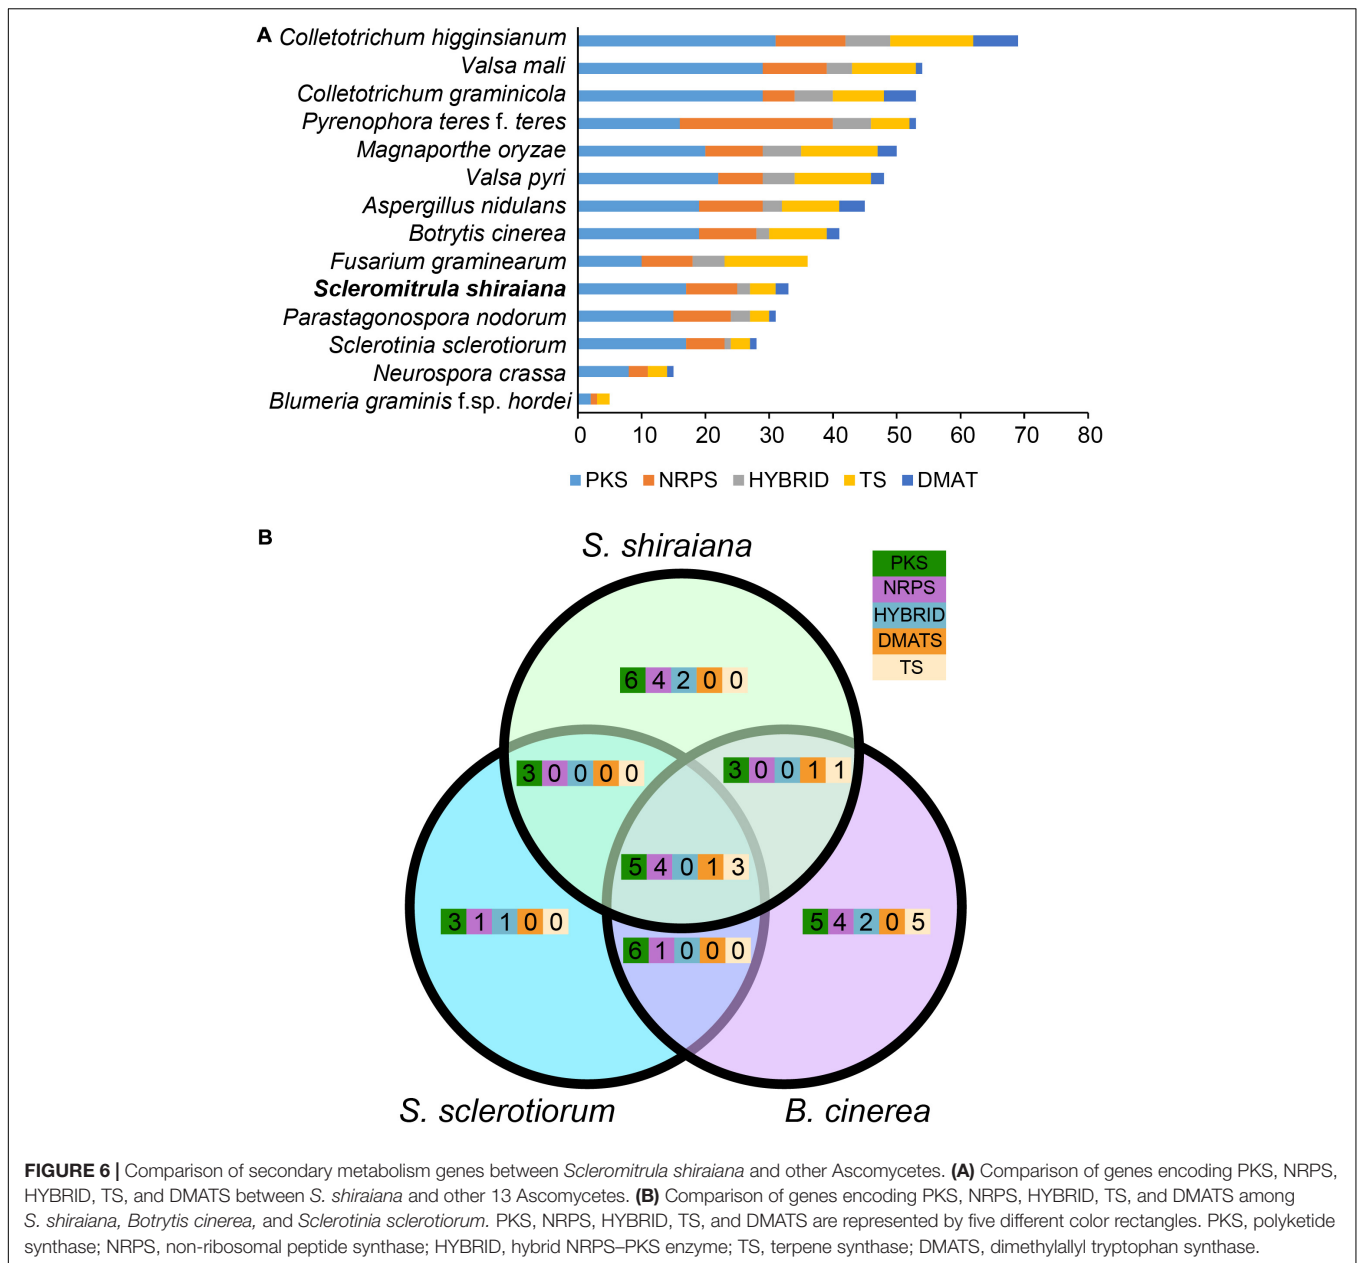 A
Colletotrichum higginsianum
Valsa mali
Colletotrichum graminicola
Pyrenophora teres f. teres
Magnaporthe oryzae
Valsa pyri
Aspergillus nidulans
Botrytis cinerea
Fusarium graminearum
Scleromitrula shiraiana
Parastagonospora nodorum
Sclerotinia sclerotiorum
Neurospora crassa
Blumeria graminis f.sp. hordei
0 10 20 30 40 50 60 70 80
PKS NRPS HYBRID TS DMAT
B
S. shiraiana
PKS
NRPS
HYBRID
DMATS
TS
6 4 2 0 0
3 0 0 0 0
3 0 0 1 1
5 4 0 1 3
3 1 1 0 0
5 4 2 0 5
6 1 0 0 0
S. sclerotiorum
B. cinerea
FIGURE 6 | Comparison of secondary metabolism genes between Scleromitrula shiraiana and other Ascomycetes. (A) Comparison of genes encoding PKS, NRPS,
HYBRID, TS, and DMATS between S. shiraiana and other 13 Ascomycetes. (B) Comparison of genes encoding PKS, NRPS, HYBRID, TS, and DMATS among
S. shiraiana, Botrytis cinerea, and Sclerotinia sclerotiorum. PKS, NRPS, HYBRID, TS, and DMATS are represented by five different color rectangles. PKS, polyketide
synthase; NRPS, non-ribosomal peptide synthase; HYBRID, hybrid NRPS–PKS enzyme; TS, terpene synthase; DMATS, dimethylallyl tryptophan synthase.